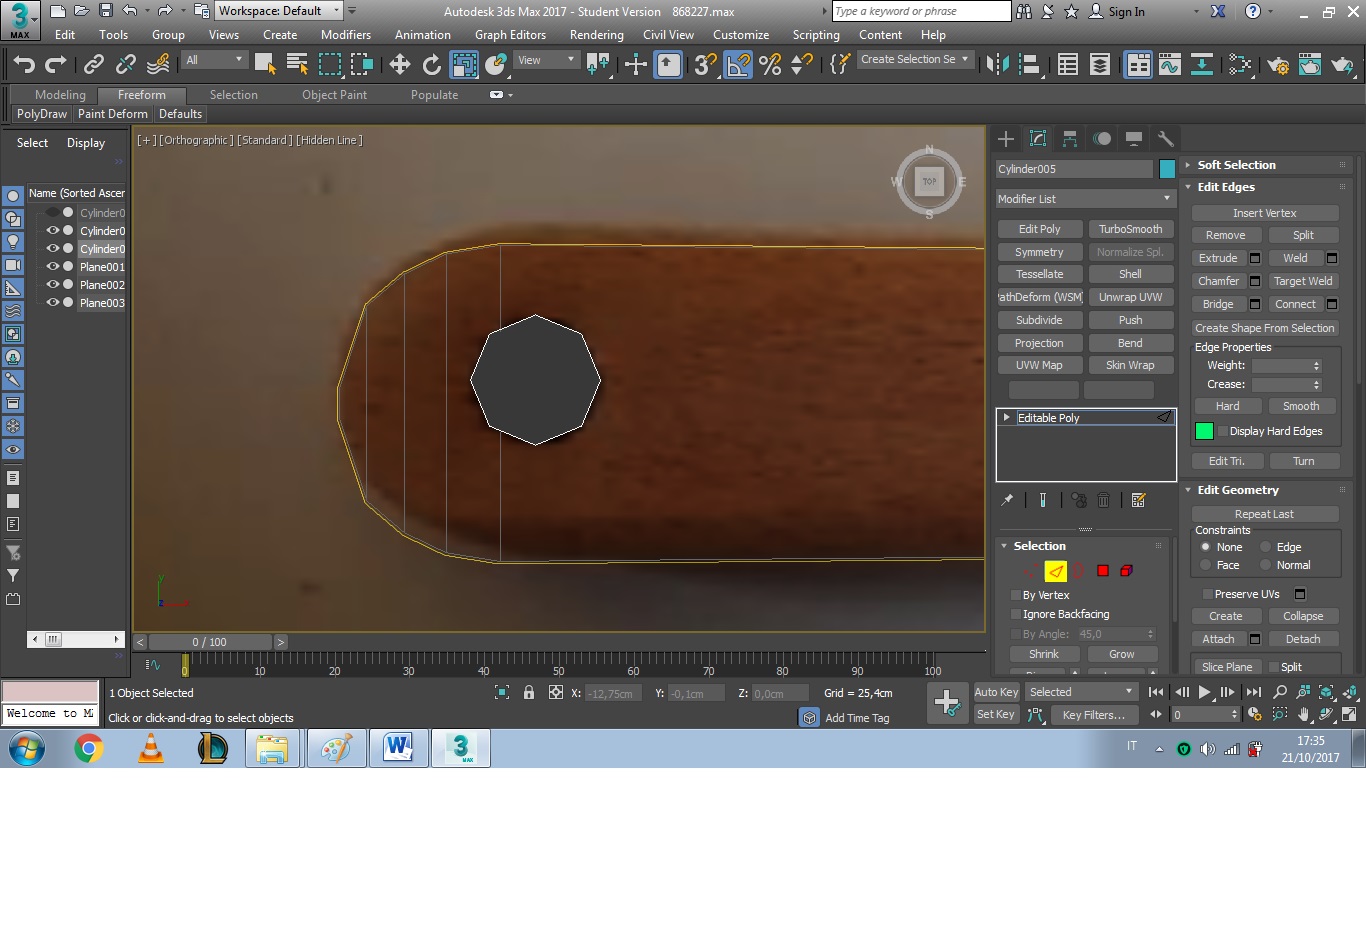 3
MAX
Workspace: Default
Autodesk 3ds Max 2017 - Student Version 868227.max
Type a keyword or phrase
Sign In
Edit Tools Group Views Create Modifiers Animation Graph Editors Rendering Civil View Customize Scripting Content Help
All
View
3
Create Selection Se
Modeling Freeform Selection Object Paint Populate
PolyDraw Paint Deform Defaults
Select Display
Name (Sorted Ascer
Cylinder0
Cylinder0
Cylinder0
Plane001
Plane002
Plane003
[+] [Orthographic] [Standard] [Hidden Line]
N
W TOP E
S
y
z
0 / 100
0 10 20 30 40 50 60 70 80 90 100
Cylinder005
Modifier List
Edit Poly TurboSmooth
Symmetry Normalize Spl.
Tessellate Shell
'athDeform (WSM) Unwrap UVW
Subdivide Push
Projection Bend
UVW Map Skin Wrap
Editable Poly
Selection
By Vertex
Ignore Backfacing
By Angle: 45,0
Shrink Grow
Soft Selection
Edit Edges
Insert Vertex
Remove Split
Extrude Weld
Chamfer Target Weld
Bridge Connect
Create Shape From Selection
Edge Properties
Weight:
Crease:
Hard Smooth
Display Hard Edges
Edit Tri. Turn
Edit Geometry
Repeat Last
Constraints
None Edge
Face Normal
Preserve UVs
Create Collapse
Attach Detach
Slice Plane Split
1 Object Selected
X: -12,75cm Y: -0,1cm Z: 0,0cm Grid = 25,4cm
Auto Key Selected
Welcome to M
Click or click-and-drag to select objects
Add Time Tag
Set Key Key Filters... 0
W
3
MAX
IT
17:35
21/10/2017